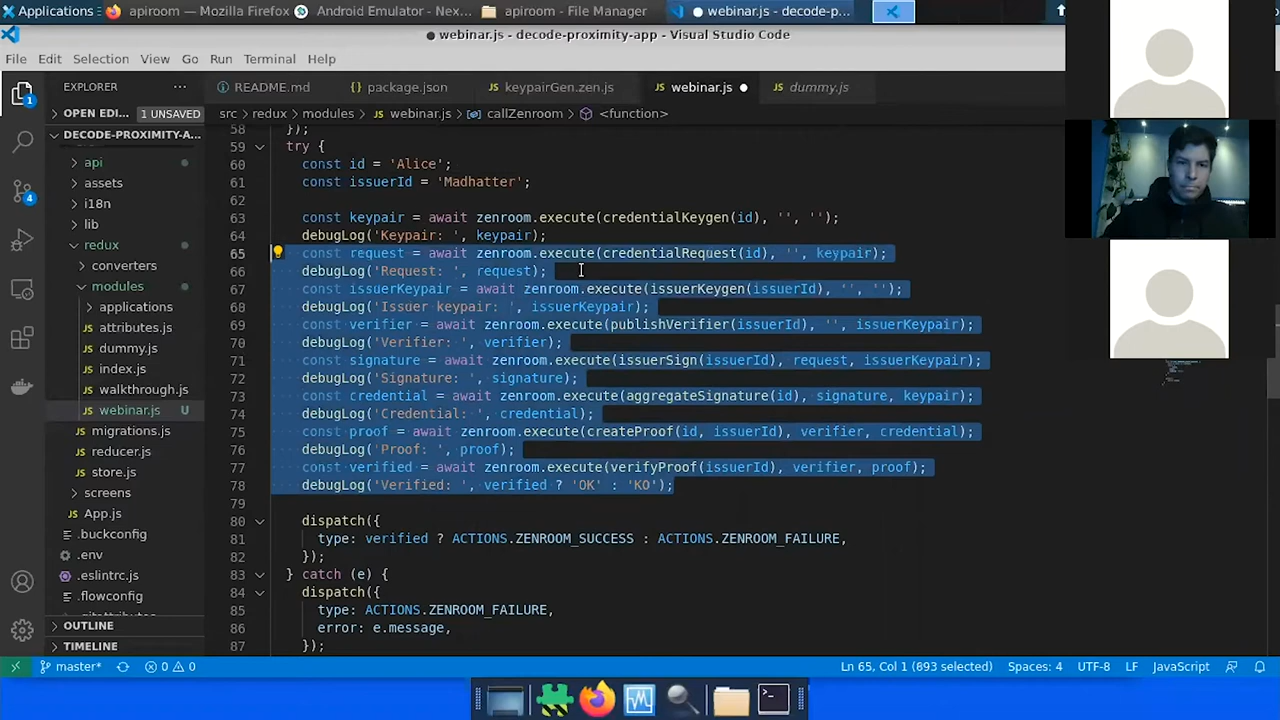 Applications
apiroom — Mozilla Firefox
Android Emulator - Nex...
apiroom - File Manager
webinar.js - decode-p...
● webinar.js - decode-proximity-app - Visual Studio Code
File Edit Selection View Go Run Terminal Help
EXPLORER ...
README.md
package.json
keypairGen.zen.js
webinar.js ●
dummy.js
OPEN EDI... 1 UNSAVED
src > redux > modules > webinar.js > callZenroom > <function>
DECODE-PROXIMITY-A...
api
assets
i18n
lib
redux
converters
modules
applications
attributes.js
dummy.js
index.js
walkthrough.js
webinar.js U
migrations.js
reducer.js
store.js
screens
App.js
.buckconfig
.env
.eslintrc.js
.flowconfig
.gitattributes
OUTLINE
TIMELINE
58 });
59 try {
60 const id = 'Alice';
61 const issuerId = 'Madhatter';
62
63 const keypair = await zenroom.execute(credentialKeygen(id), '', '');
64 debugLog('Keypair: ', keypair);
65 const request = await zenroom.execute(credentialRequest(id), '', keypair);
66 debugLog('Request: ', request);
67 const issuerKeypair = await zenroom.execute(issuerKeygen(issuerId), '', '');
68 debugLog('Issuer keypair: ', issuerKeypair);
69 const verifier = await zenroom.execute(publishVerifier(issuerId), '', issuerKeypair);
70 debugLog('Verifier: ', verifier);
71 const signature = await zenroom.execute(issuerSign(issuerId), request, issuerKeypair);
72 debugLog('Signature: ', signature);
73 const credential = await zenroom.execute(aggregateSignature(id), signature, keypair);
74 debugLog('Credential: ', credential);
75 const proof = await zenroom.execute(createProof(id, issuerId), verifier, credential);
76 debugLog('Proof: ', proof);
77 const verified = await zenroom.execute(verifyProof(issuerId), verifier, proof);
78 debugLog('Verified: ', verified ? 'OK' : 'KO');
79
80 dispatch({
81 type: verified ? ACTIONS.ZENROOM_SUCCESS : ACTIONS.ZENROOM_FAILURE,
82 });
83 } catch (e) {
84 dispatch({
85 type: ACTIONS.ZENROOM_FAILURE,
86 error: e.message,
87 });
1
4
master*
0 0
Ln 65, Col 1 (893 selected)
Spaces: 4
UTF-8
LF
JavaScript